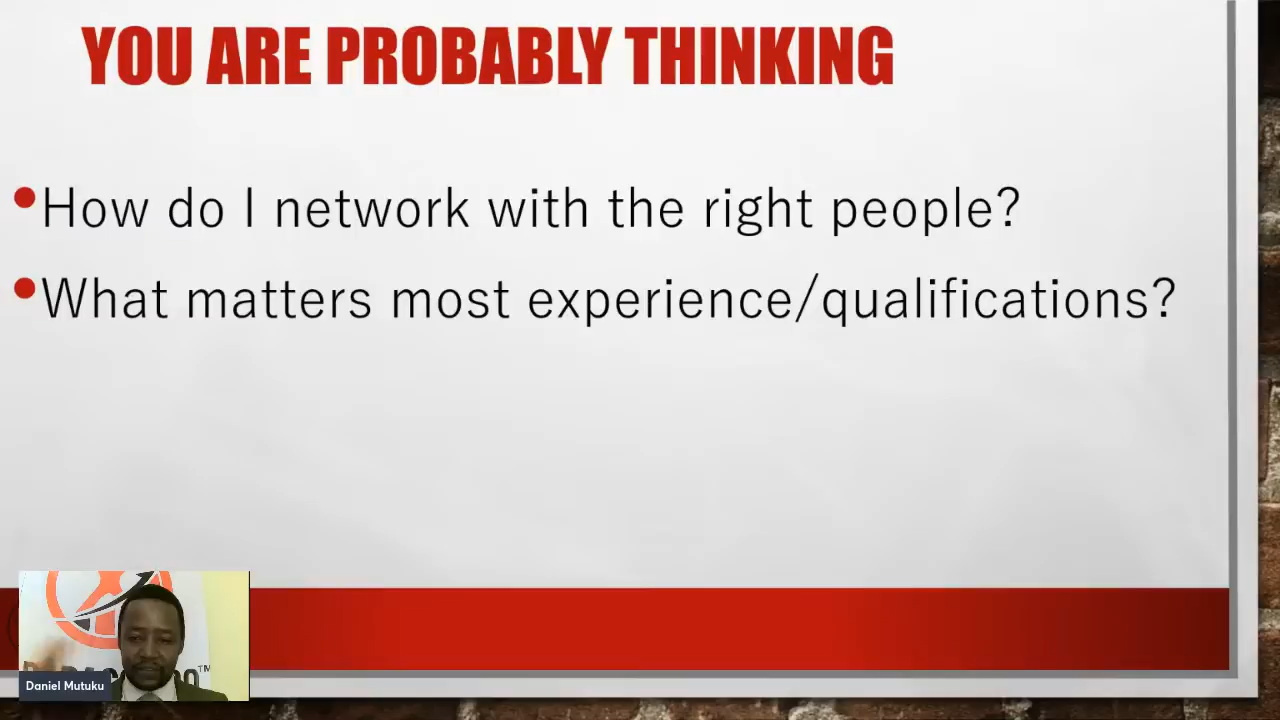 YOU ARE PROBABLY THINKING
•How do I network with the right people?
•What matters most experience/qualifications?
Daniel Mutuku